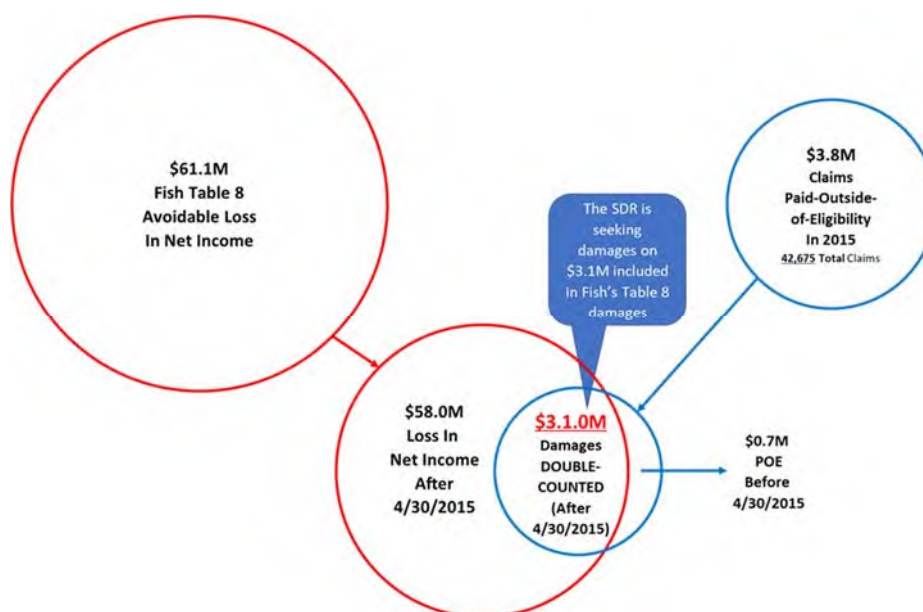 $61.1M
Fish Table 8
Avoidable Loss
In Net Income
$3.8M
Claims
Paid-Outside-
of-Eligibility
In 2015
42,675 Total Claims
The SDR is
seeking
damages on
$3.1M included
in Fish's Table 8
damages
$58.0M
Loss In
Net Income
After
4/30/2015
$3.1.0M
Damages
DOUBLE-
COUNTED
(After
4/30/2015)
$0.7M
POE
Before
4/30/2015